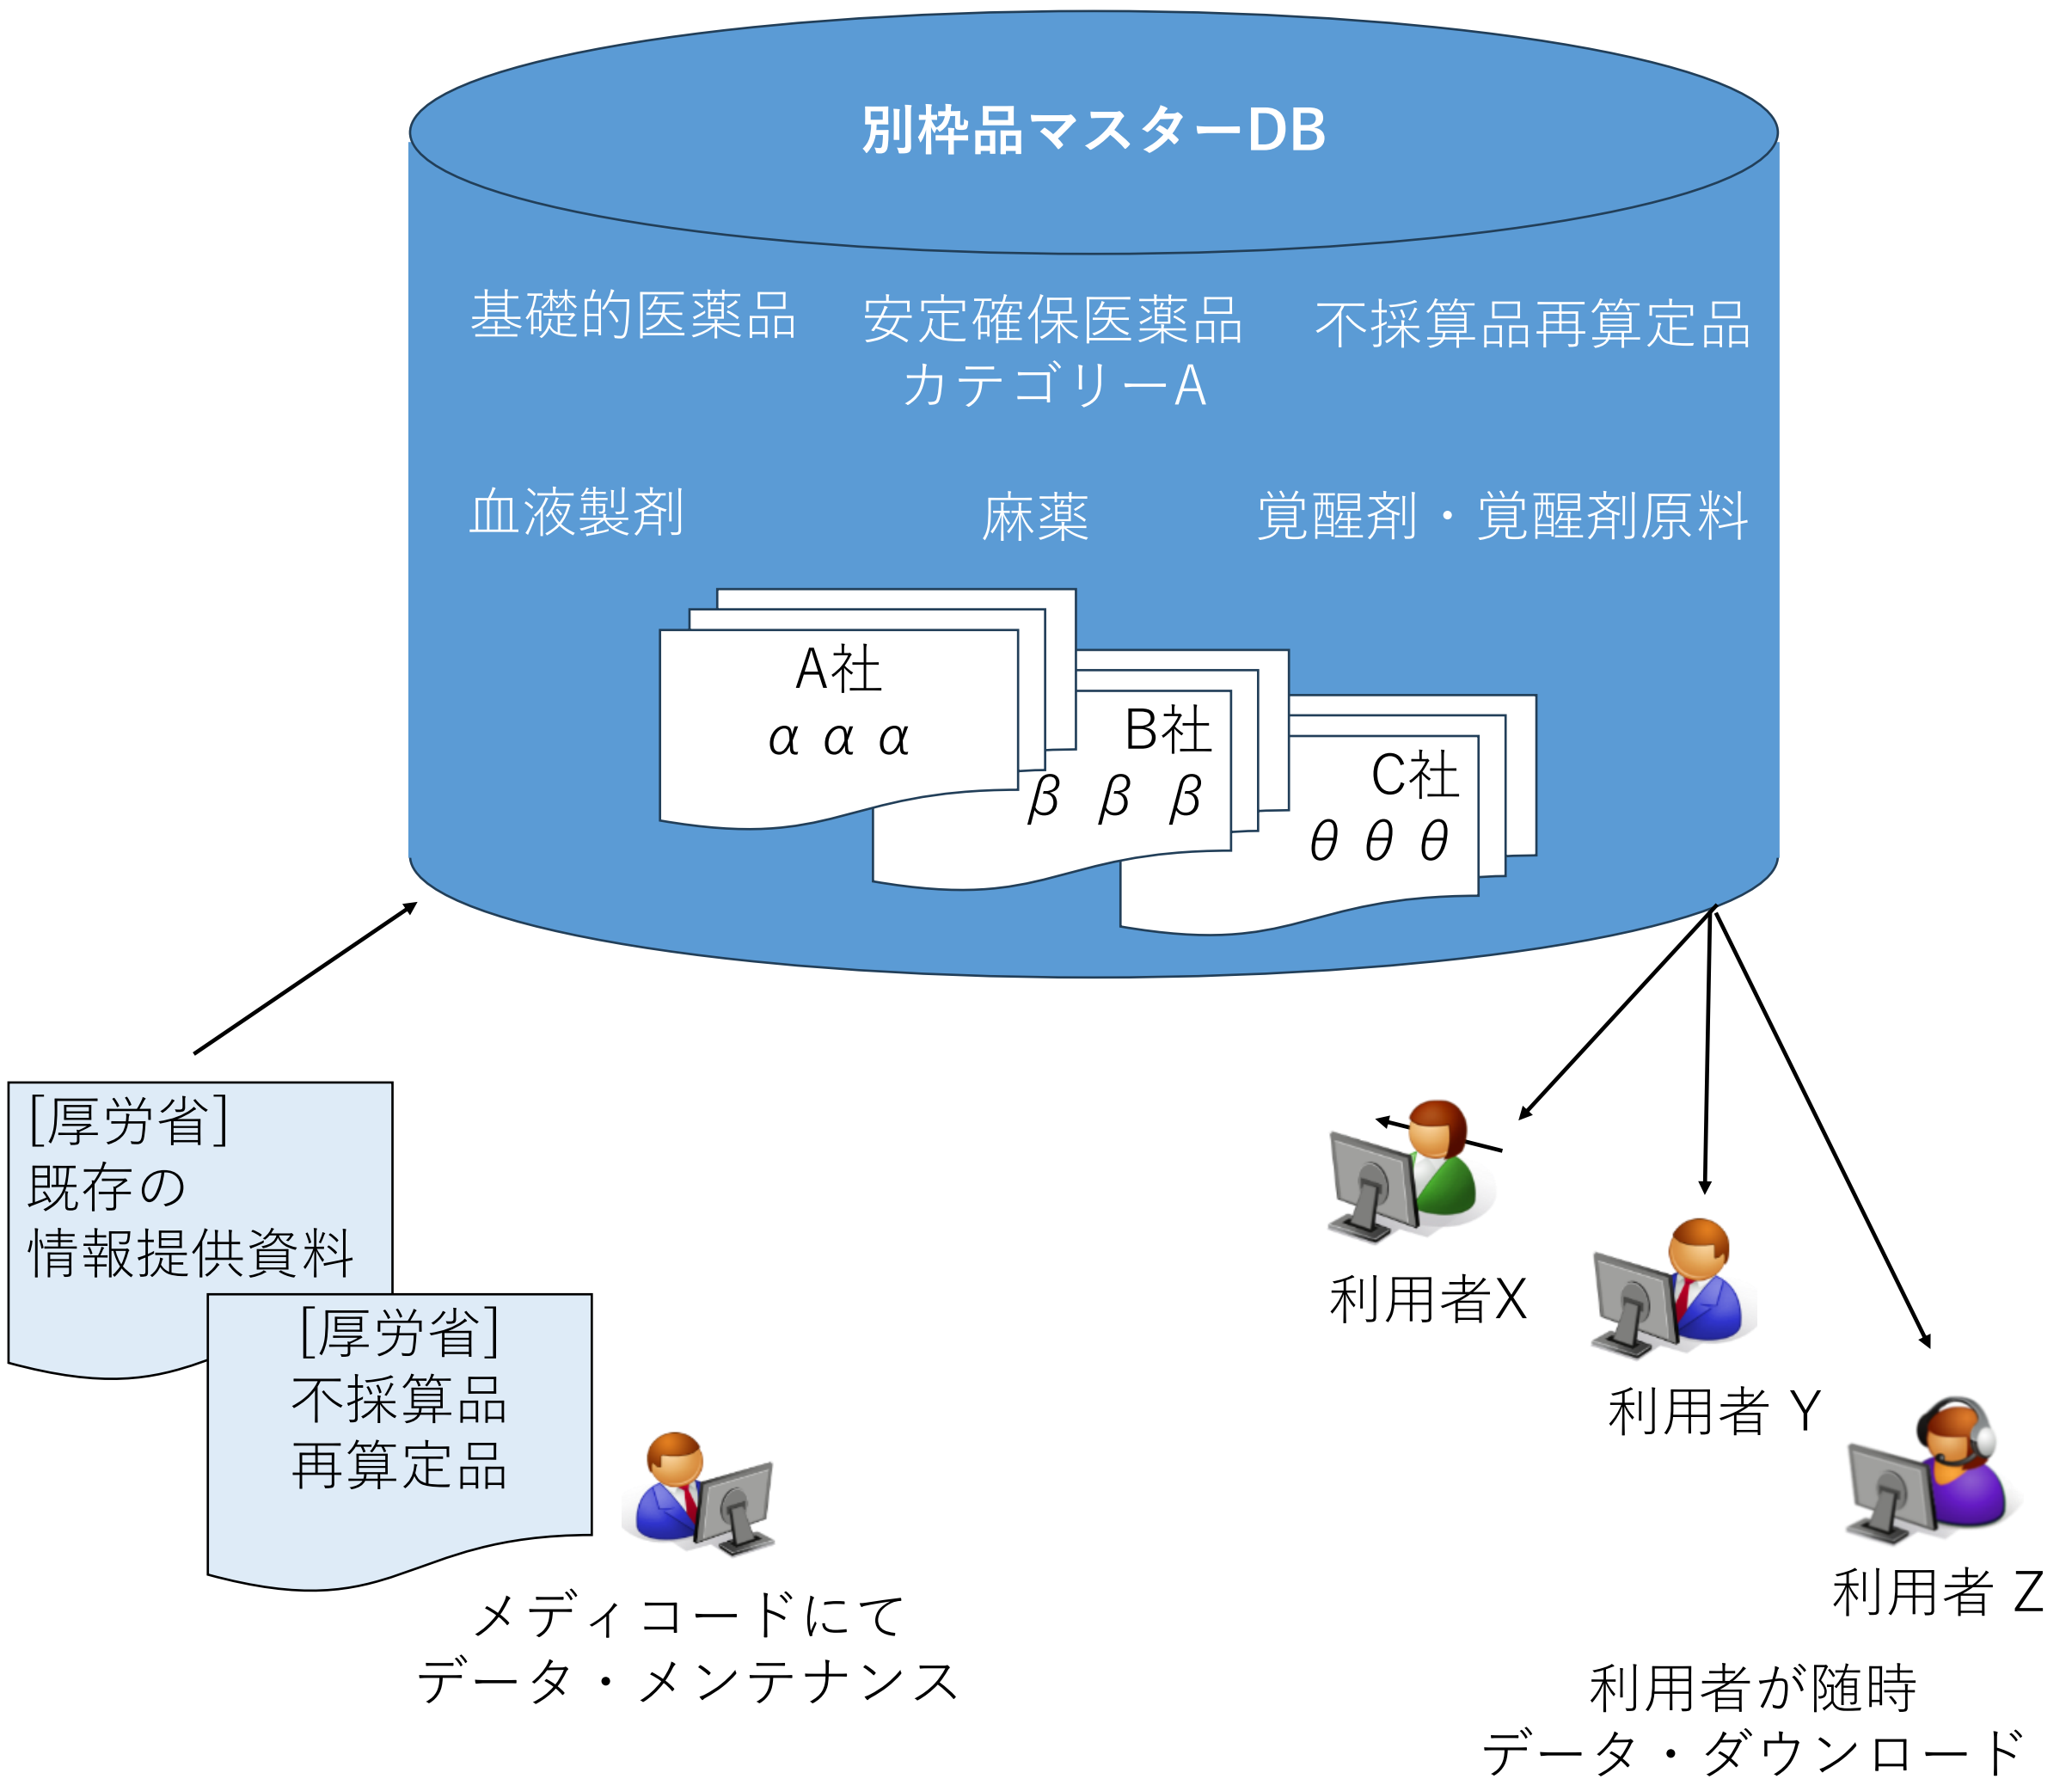 別枠品マスターDB
基礎的医薬品
安定確保医薬品
カテゴリーA
不採算品再算定品
血液製剤
麻薬
覚醒剤・覚醒剤原料
A社
α α α
B社
β β β
C社
θ θ θ
[厚労省]
既存の
情報提供資料
[厚労省]
不採算品
再算定品
メディコードにて
データ・メンテナンス
利用者X
利用者 Y
利用者 Z
利用者が随時
データ・ダウンロード